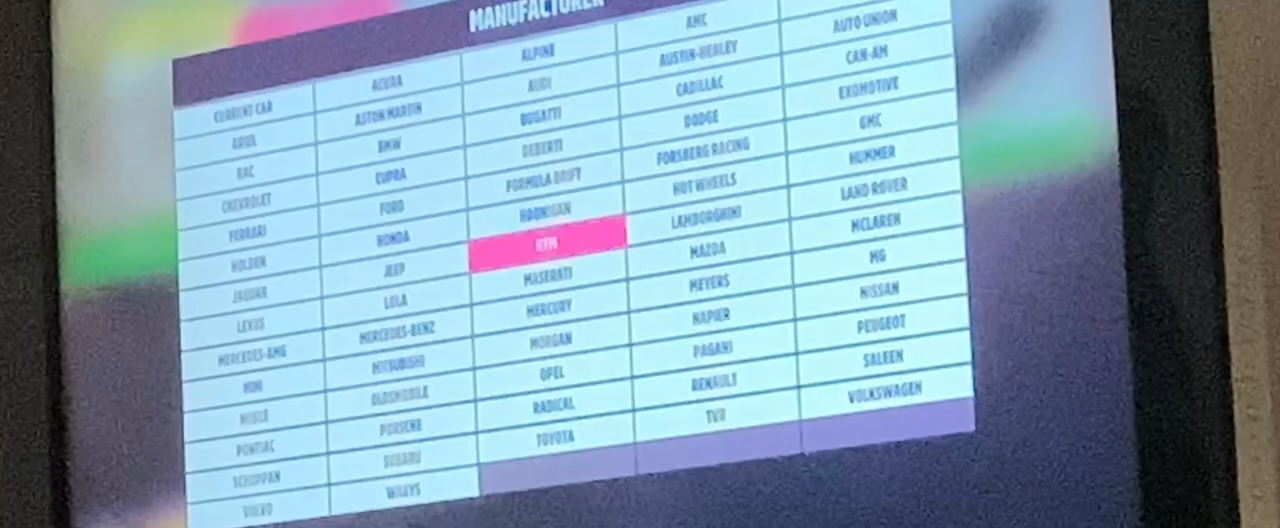 MANUFACTURER
CURRENT CAR ACURA ALPINE AMC
ARIEL ASTON MARTIN AUDI AUSTIN-HEALEY AUTO UNION
BAC BMW BUGATTI CADILLAC CAN-AM
CHEVROLET CUPRA DEBERTI DODGE EXOMOTIVE
FERRARI FORD FORMULA DRIFT FORSBERG RACING GMC
HOLDEN HONDA HOONIGAN HOT WHEELS HUMMER
JAGUAR JEEP KTM LAMBORGHINI LAND ROVER
LEXUS LOLA MASERATI MAZDA MCLAREN
MERCEDES-AMG MERCEDES-BENZ MERCURY MEYERS MG
MINI MITSUBISHI MORGAN NAPIER NISSAN
NOBLE OLDSMOBILE OPEL PAGANI PEUGEOT
PONTIAC PORSCHE RADICAL RENAULT SALEEN
SCHUPPAN SUBARU TOYOTA TVR VOLKSWAGEN
VOLVO WILLYS